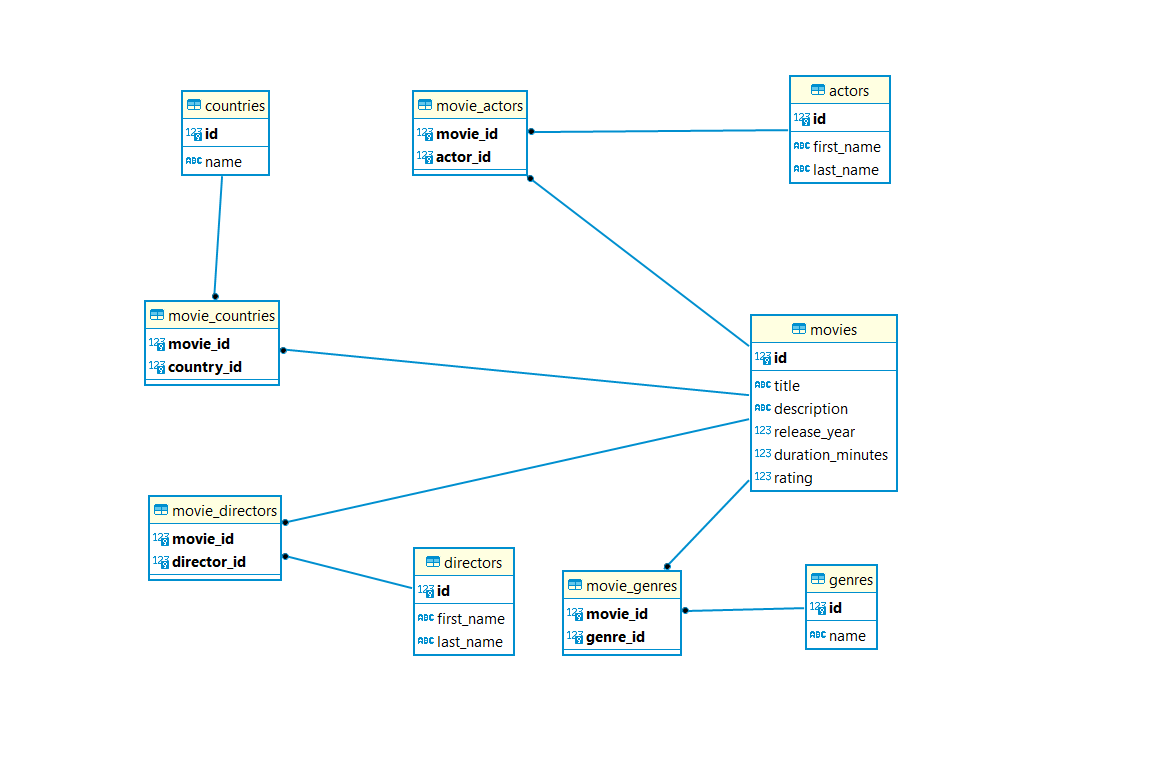 countries
123 id
ABC name
movie_actors
123 movie_id
123 actor_id
actors
123 id
ABC first_name
ABC last_name
movie_countries
123 movie_id
123 country_id
movies
123 id
ABC title
ABC description
123 release_year
123 duration_minutes
123 rating
movie_directors
123 movie_id
123 director_id
directors
123 id
ABC first_name
ABC last_name
movie_genres
123 movie_id
123 genre_id
genres
123 id
ABC name